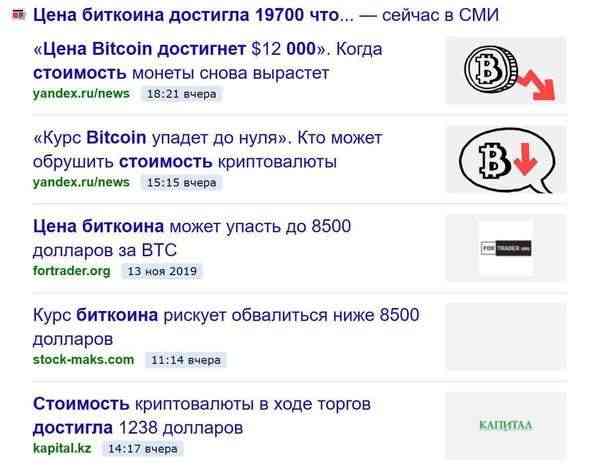 Цена биткоина достигла 19700 что... — сейчас в СМИ
«Цена Bitcoin достигнет $12 000». Когда
стоимость монеты снова вырастет
yandex.ru/news 18:21 вчера
«Курс Bitcoin упадет до нуля». Кто может
обрушить стоимость криптовалюты
yandex.ru/news 15:15 вчера
Цена биткоина может упасть до 8500
долларов за BTC
fortrader.org 13 ноя 2019
FORTRADER
Курс биткоина рискует обвалиться ниже 8500
долларов
stock-maks.com 11:14 вчера
Стоимость криптовалюты в ходе торгов
достигла 1238 долларов
kapital.kz 14:17 вчера
КАПИТАЛ